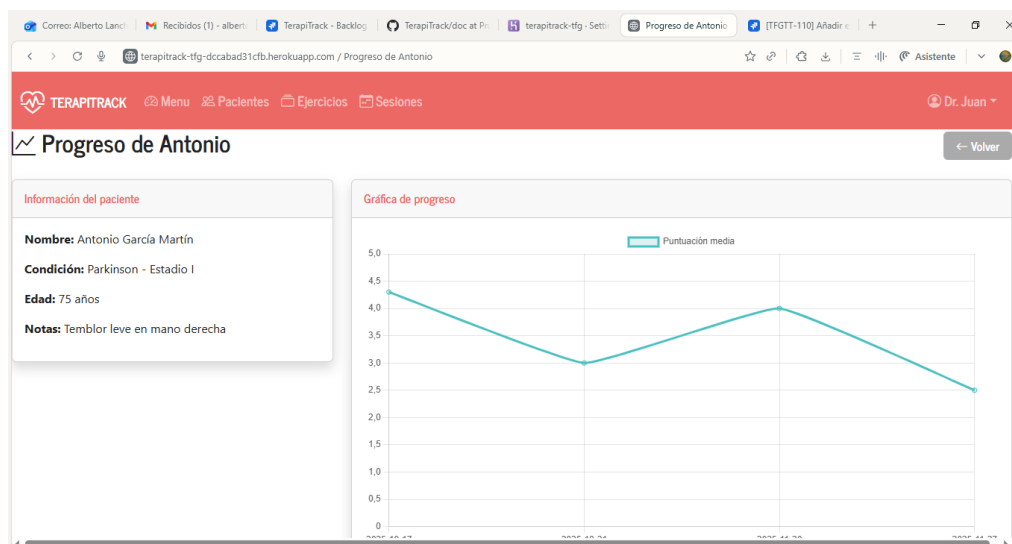 Correo: Alberto Lanch
Recibidos (1) - albert
TerapiTrack - Backlog
TerapiTrack/doc at Pr
terapitrack-tfg · Setti
Progreso de Antonio
[TFGTT-110] Añadir e
terapitrack-tfg-dccabad31cfb.herokuapp.com / Progreso de Antonio
Asistente
TERAPITRACK Menu Pacientes Ejercicios Sesiones Dr. Juan
Progreso de Antonio
← Volver
Información del paciente
Nombre: Antonio García Martín
Condición: Parkinson - Estadio I
Edad: 75 años
Notas: Temblor leve en mano derecha
Gráfica de progreso
Puntuación media
5,0
4,5
4,0
3,5
3,0
2,5
2,0
1,5
1,0
0,5
0